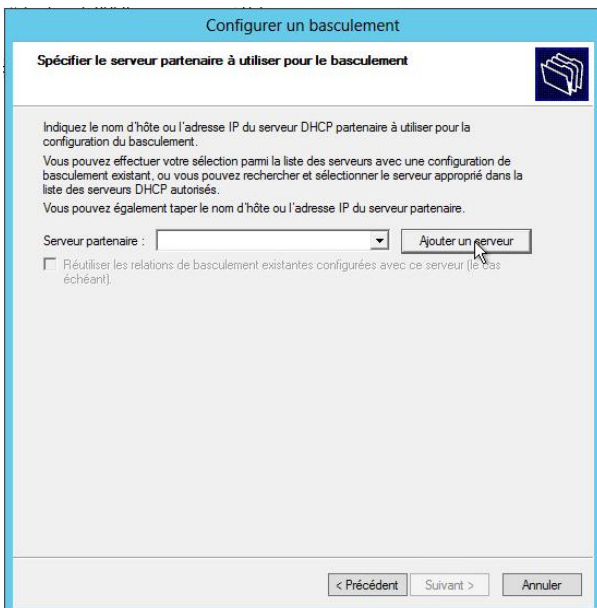 Configurer un basculement
Spécifier le serveur partenaire à utiliser pour le basculement
Indiquez le nom d'hôte ou l'adresse IP du serveur DHCP partenaire à utiliser pour la
configuration du basculement.
Vous pouvez effectuer votre sélection parmi la liste des serveurs avec une configuration de
basculement existant, ou vous pouvez rechercher et sélectionner le serveur approprié dans la
liste des serveurs DHCP autorisés.
Vous pouvez également taper le nom d'hôte ou l'adresse IP du serveur partenaire.
Serveur partenaire :
Ajouter un serveur
Réutiliser les relations de basculement existantes configurées avec ce serveur (le cas
échéant).
< Précédent
Suivant >
Annuler